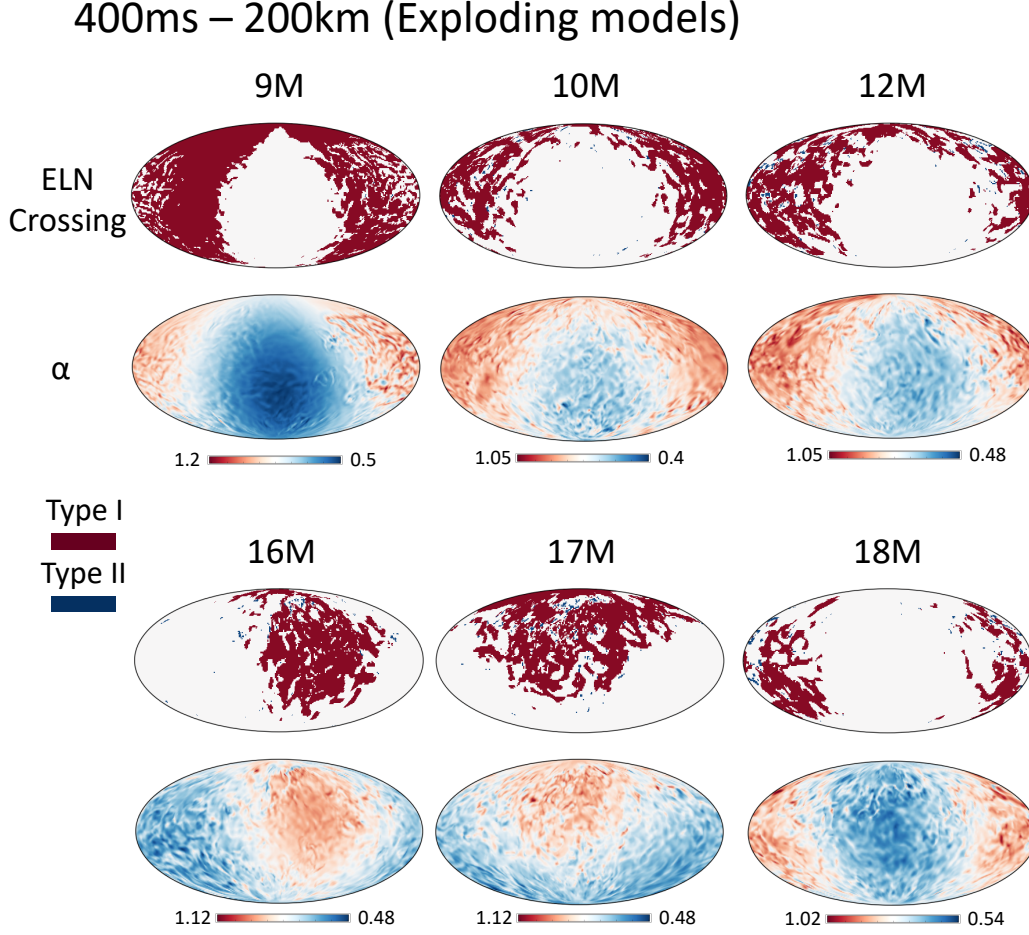 400ms – 200km (Exploding models)
9M 10M 12M
ELN
Crossing
α
1.2 0.5 1.05 0.4 1.05 0.48
Type I
Type II
16M 17M 18M
1.12 0.48 1.12 0.48 1.02 0.54